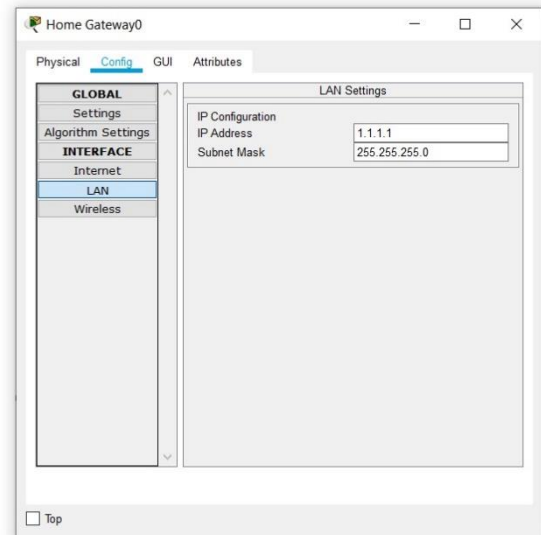 Home Gateway0
Physical Config GUI Attributes
GLOBAL
Settings
Algorithm Settings
INTERFACE
Internet
LAN
Wireless
LAN Settings
IP Configuration
IP Address 1.1.1.1
Subnet Mask 255.255.255.0
Top